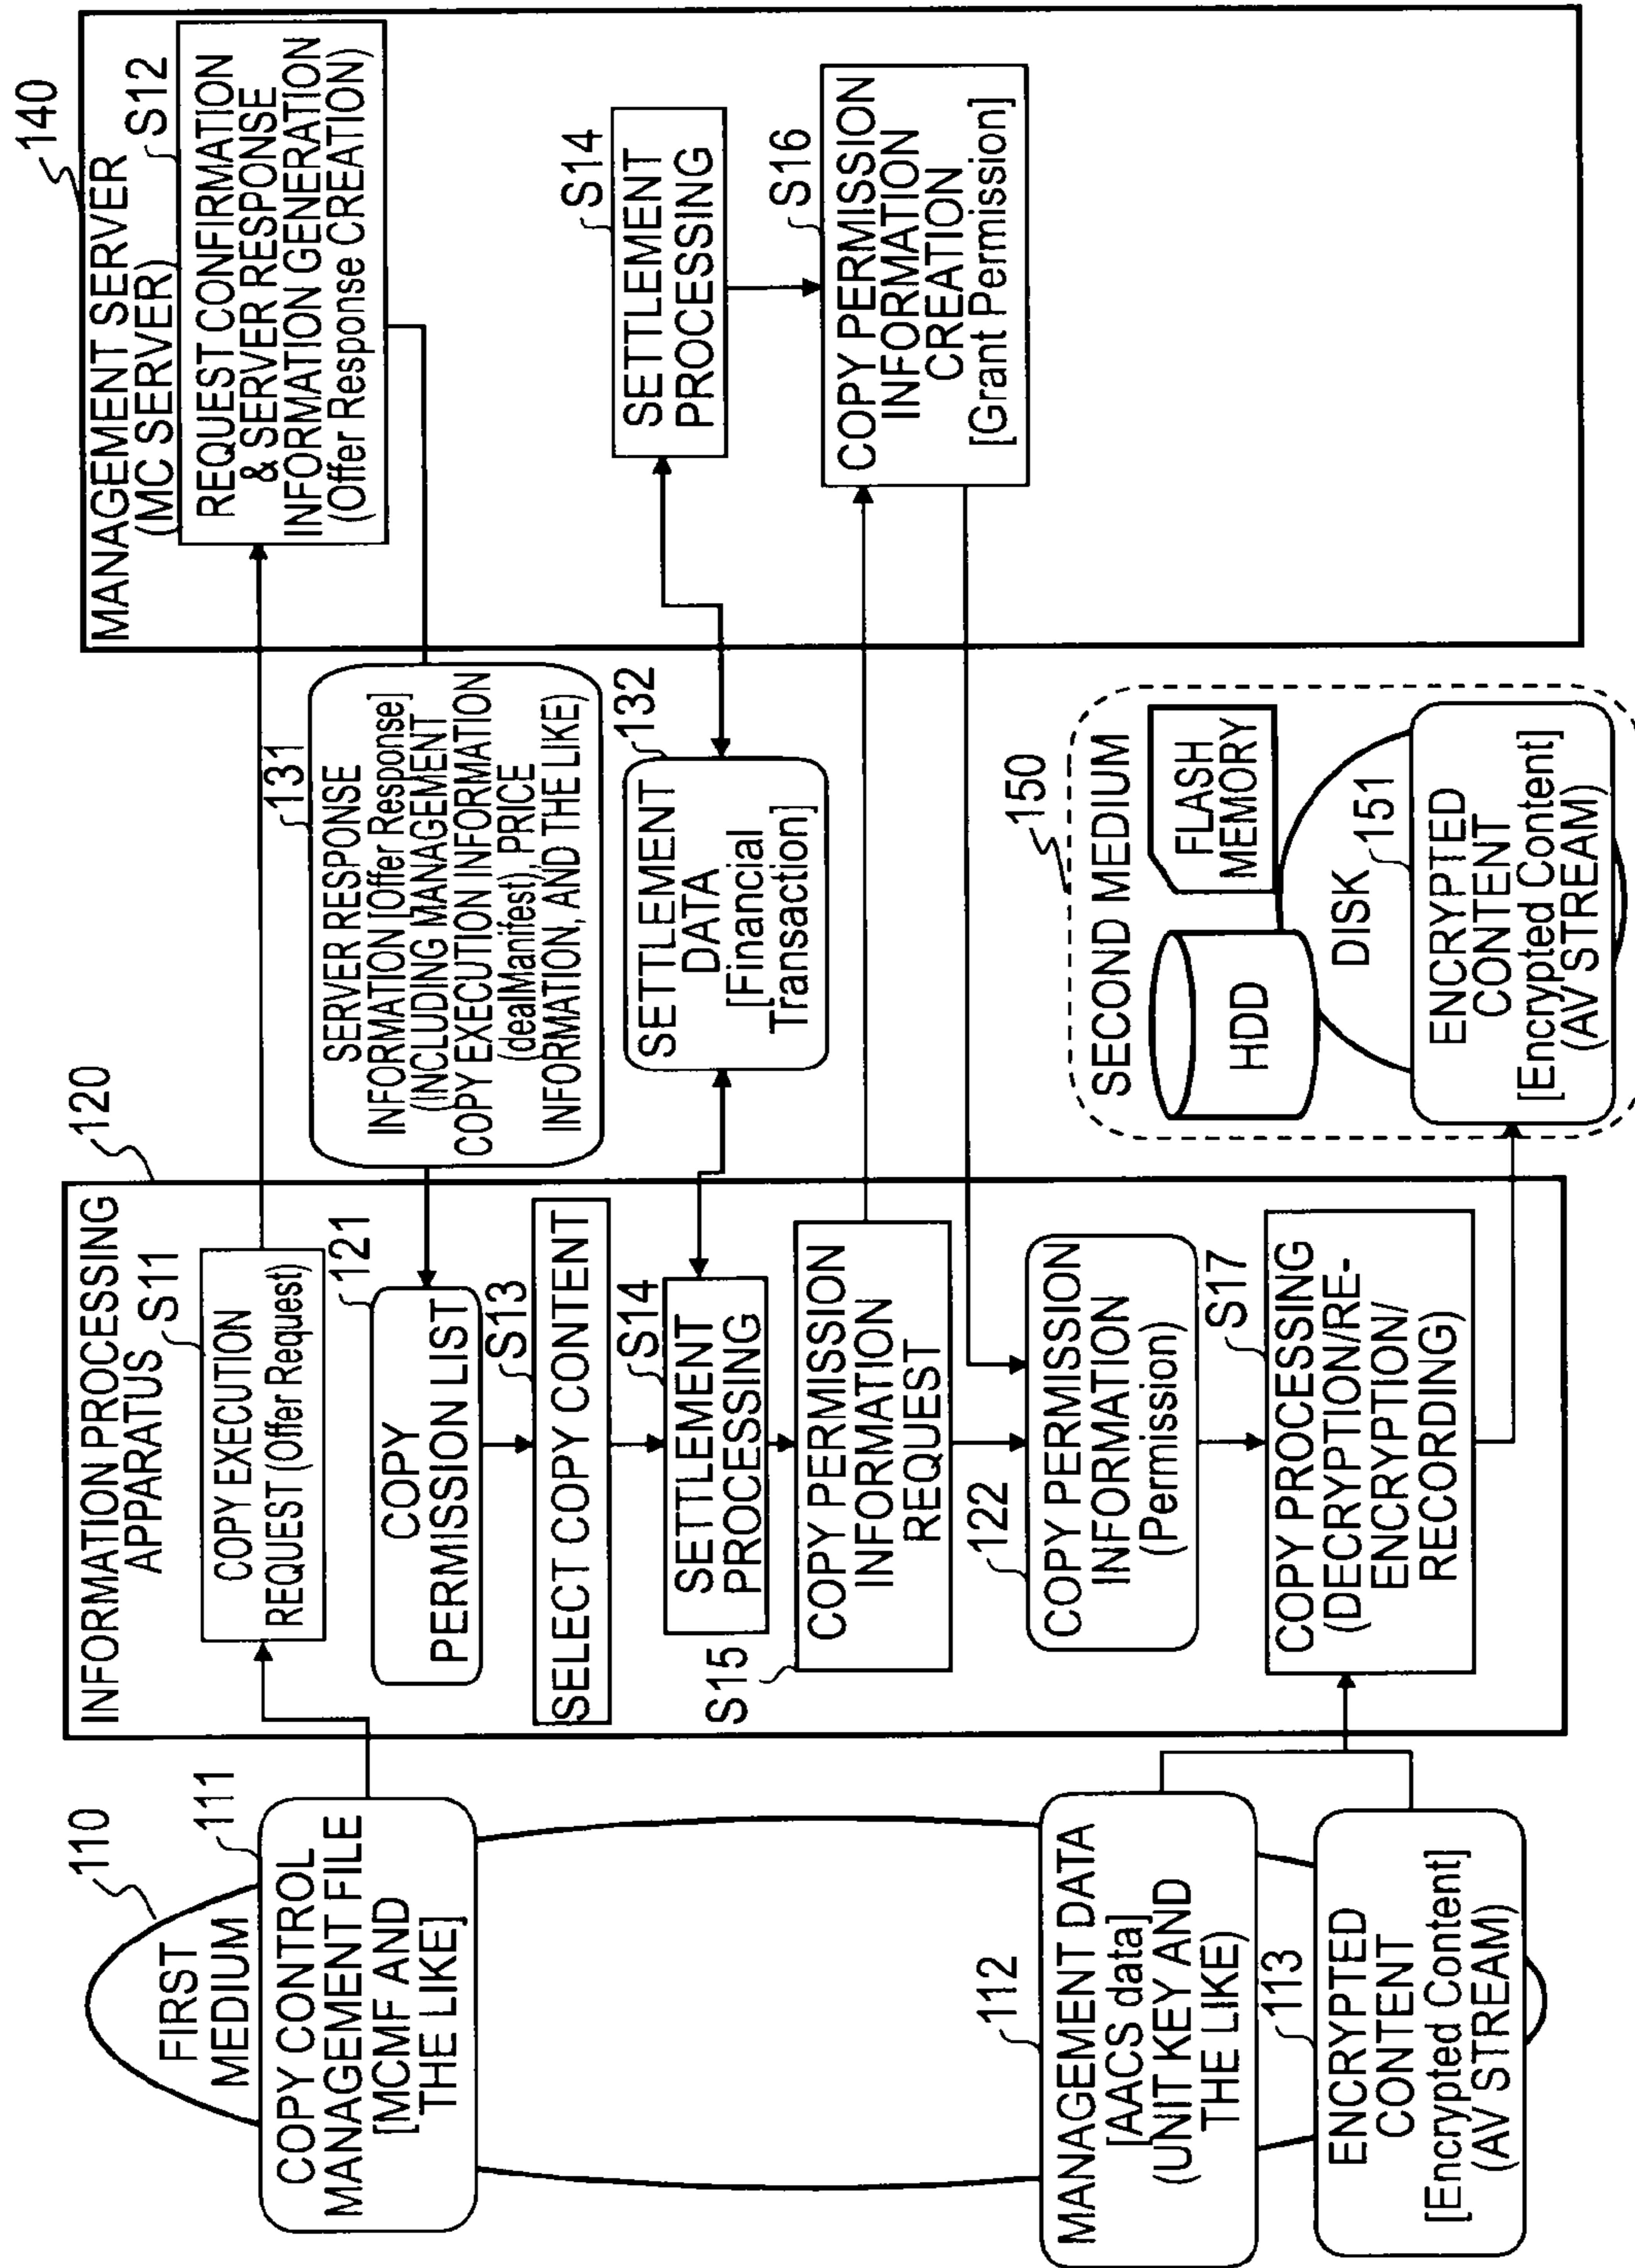 110
FIRST
MEDIUM
111
COPY CONTROL
MANAGEMENT FILE
[MCMF AND
THE LIKE]
112
MANAGEMENT DATA
[AACS data]
(UNIT KEY AND
THE LIKE)
113
ENCRYPTED
CONTENT
[Encrypted Content]
(AV STREAM)
120
INFORMATION PROCESSING
APPARATUS
S11
COPY EXECUTION
REQUEST (Offer Request)
121
COPY
PERMISSION LIST
S13
SELECT COPY CONTENT
S14
SETTLEMENT
PROCESSING
S15
COPY PERMISSION
INFORMATION
REQUEST
122
COPY PERMISSION
INFORMATION
(Permission)
S17
COPY PROCESSING
(DECRYPTION/RE-
ENCRYPTION/
RECORDING)
131
SERVER RESPONSE
INFORMATION [Offer Response]
(INCLUDING MANAGEMENT
COPY EXECUTION INFORMATION
(dealManifest), PRICE
INFORMATION, AND THE LIKE)
132
SETTLEMENT
DATA
[Financial
Transaction]
150
SECOND MEDIUM
HDD
FLASH
MEMORY
DISK
151
ENCRYPTED
CONTENT
[Encrypted Content]
(AV STREAM)
140
MANAGEMENT SERVER
(MC SERVER)
S12
REQUEST CONFIRMATION
& SERVER RESPONSE
INFORMATION GENERATION
(Offer Response CREATION)
S14
SETTLEMENT
PROCESSING
S16
COPY PERMISSION
INFORMATION
CREATION
[Grant Permission]